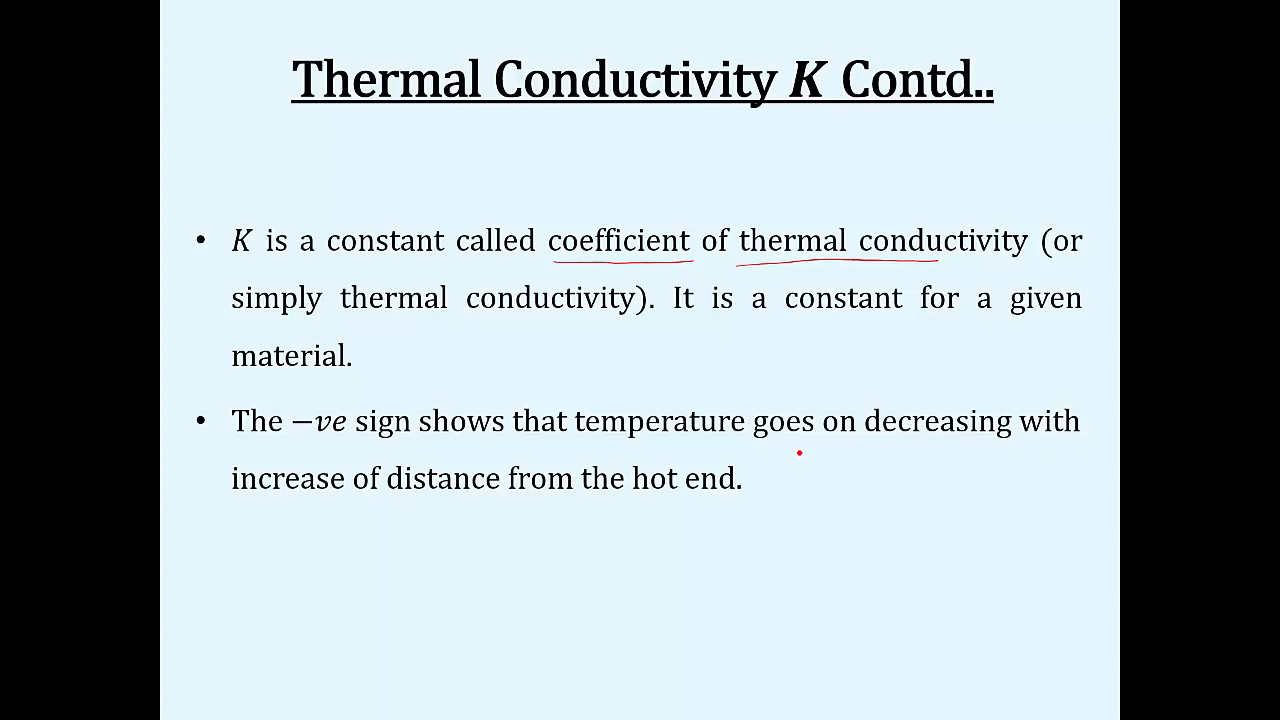 Thermal Conductivity K Contd..
• K is a constant called coefficient of thermal conductivity (or
simply thermal conductivity). It is a constant for a given
material.
• The −ve sign shows that temperature goes on decreasing with
increase of distance from the hot end.